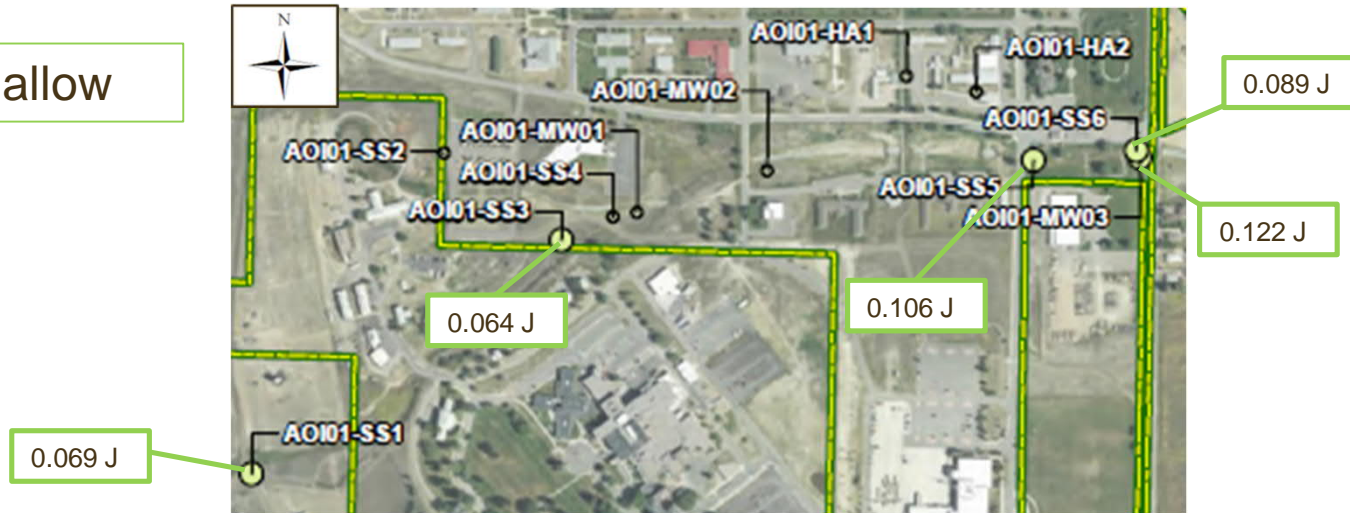 N
allow
AOI01-HA1
AOI01-HA2
AOI01-MW02
0.089 J
AOI01-SS6
AOI01-MW01
AOI01-SS2
AOI01-SS4
AOI01-SS5
AOI01-SS3
AOI01-MW03
0.122 J
0.106 J
0.064 J
AOI01-SS1
0.069 J